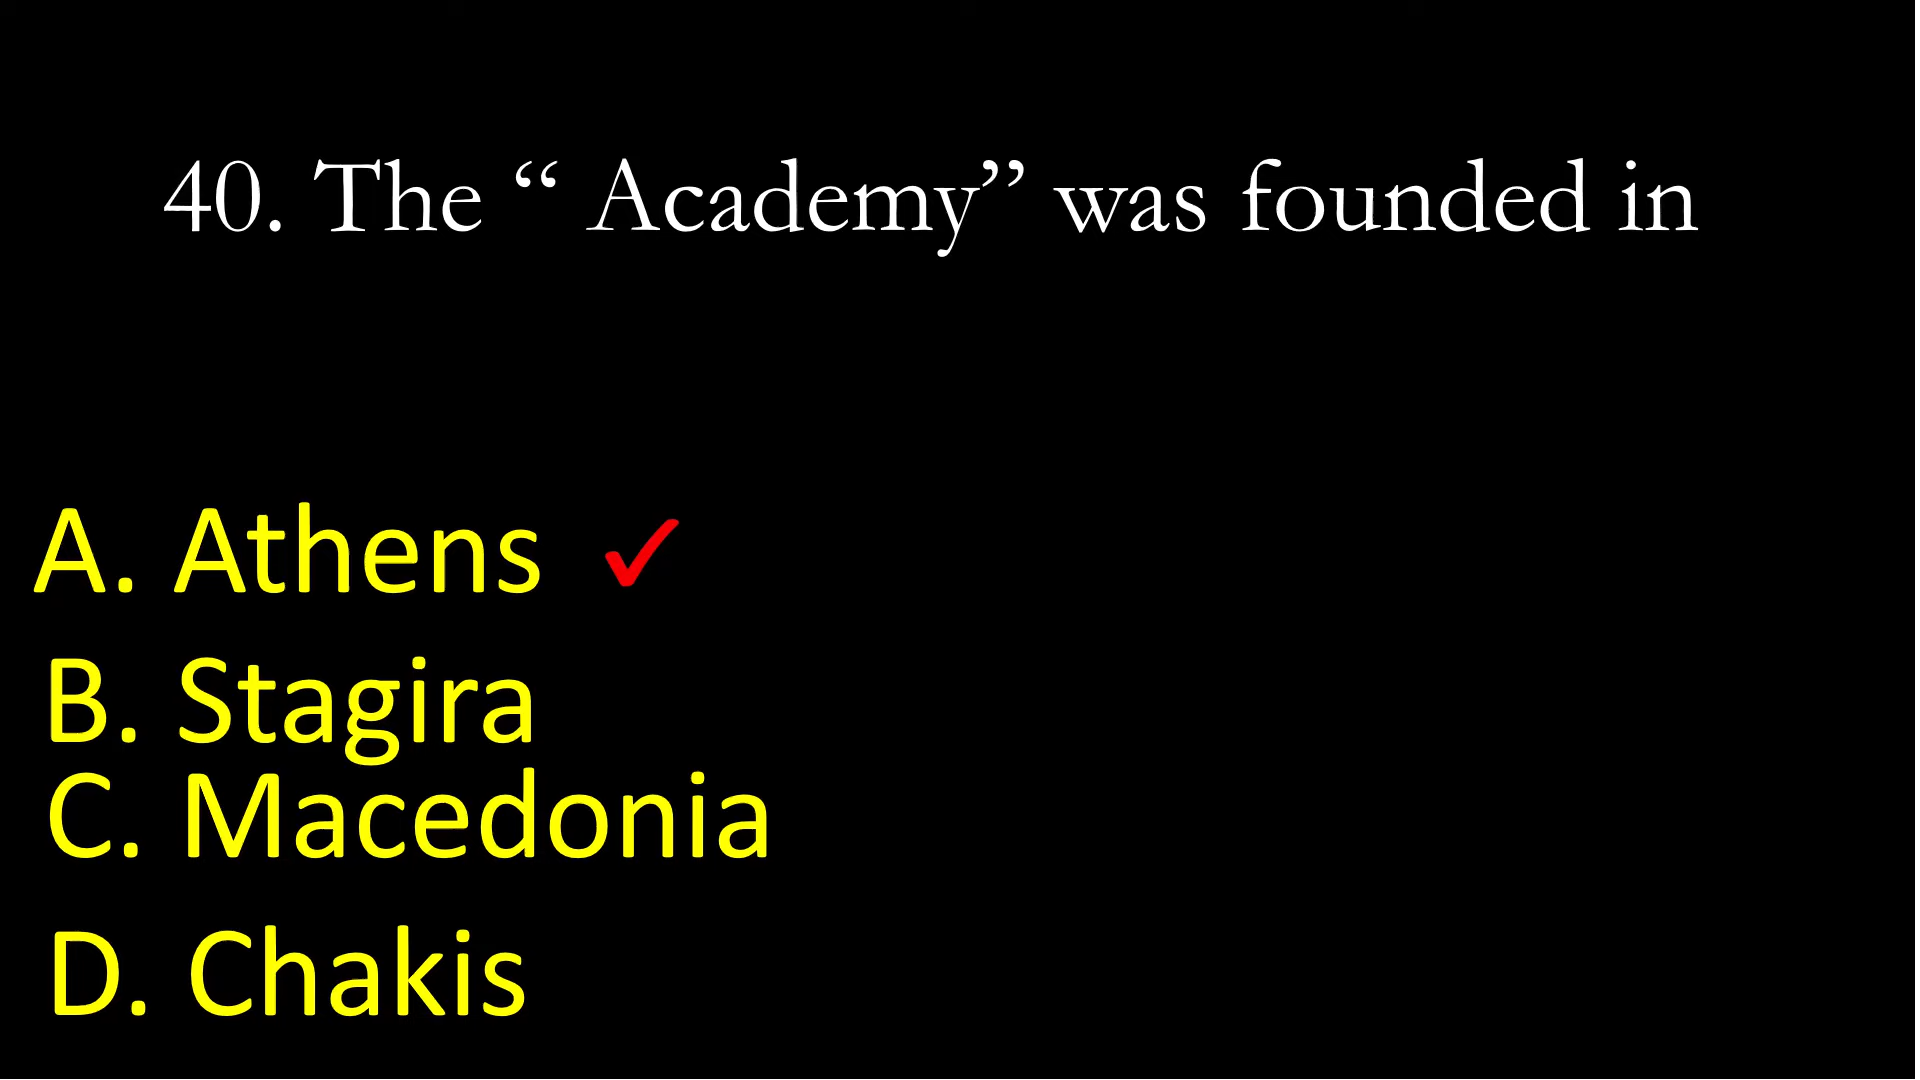 40. The “ Academy” was founded in
A. Athens ✓
B. Stagira
C. Macedonia
D. Chakis